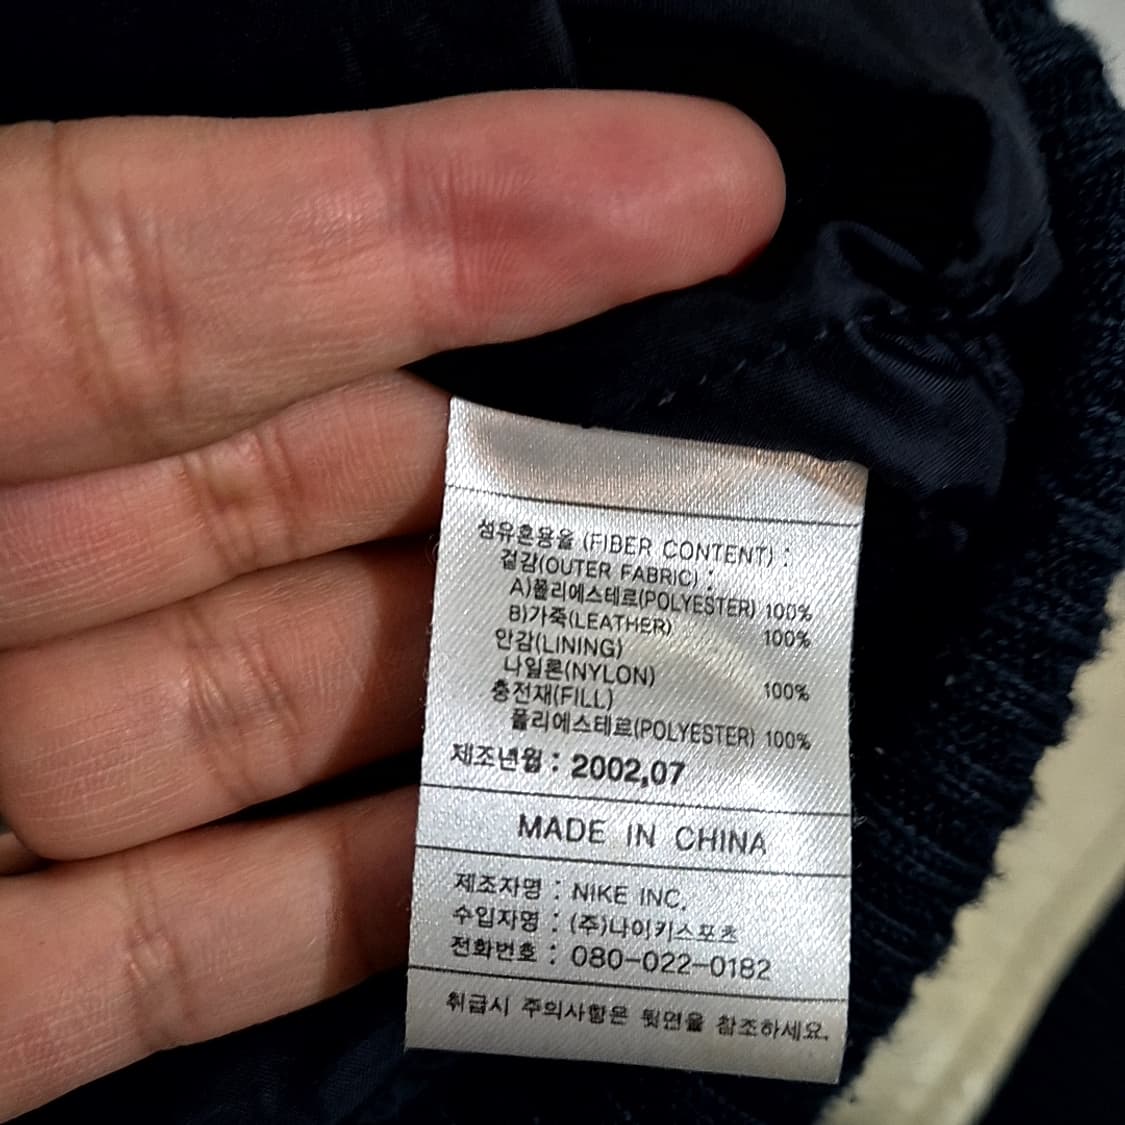 섬유혼용율 (FIBER CONTENT) :
겉감(OUTER FABRIC) :
A)폴리에스테르(POLYESTER) 100%
B)가죽(LEATHER) 100%
안감(LINING)
나일론(NYLON) 100%
충전재(FILL)
폴리에스테르(POLYESTER) 100%
제조년월 : 2002,07
MADE IN CHINA
제조자명 : NIKE INC.
수입자명 : (주)나이키스포츠
전화번호 : 080-022-0182
취급시 주의사항은 뒷면을 참조하세요.